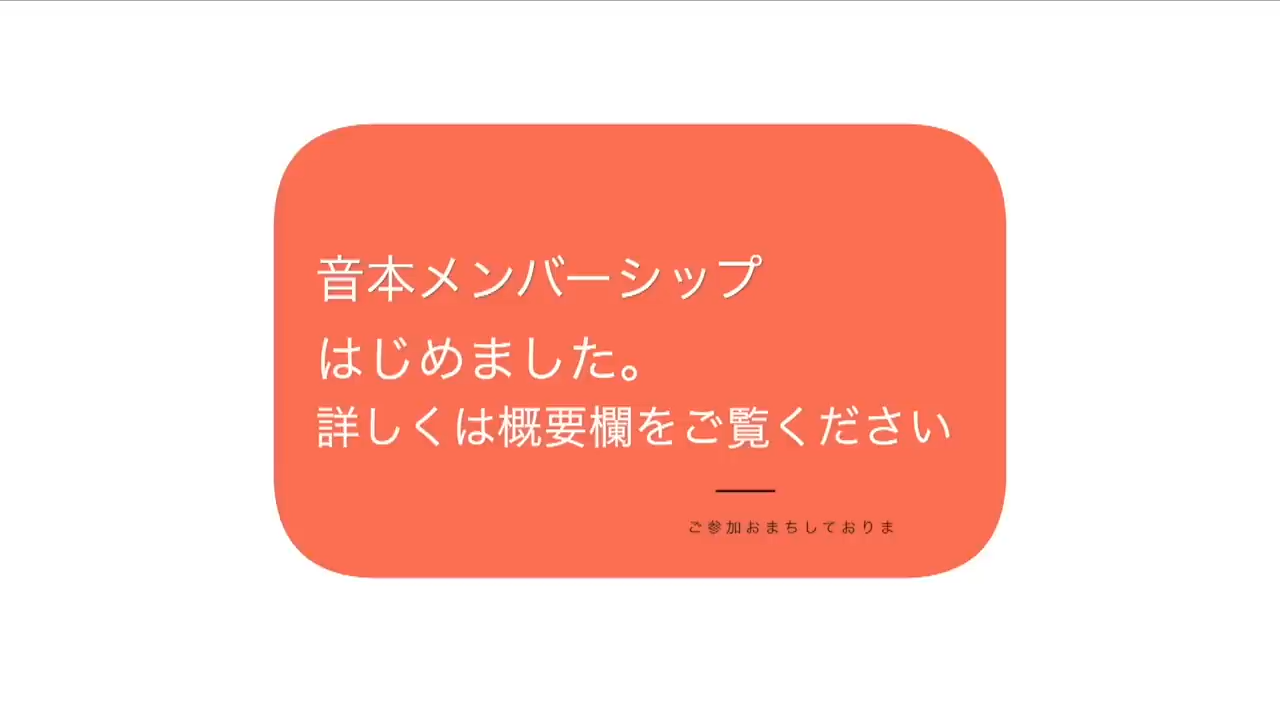 音本メンバーシップ
はじめました。
詳しくは概要欄をご覧ください
ご参加おまちしておりま